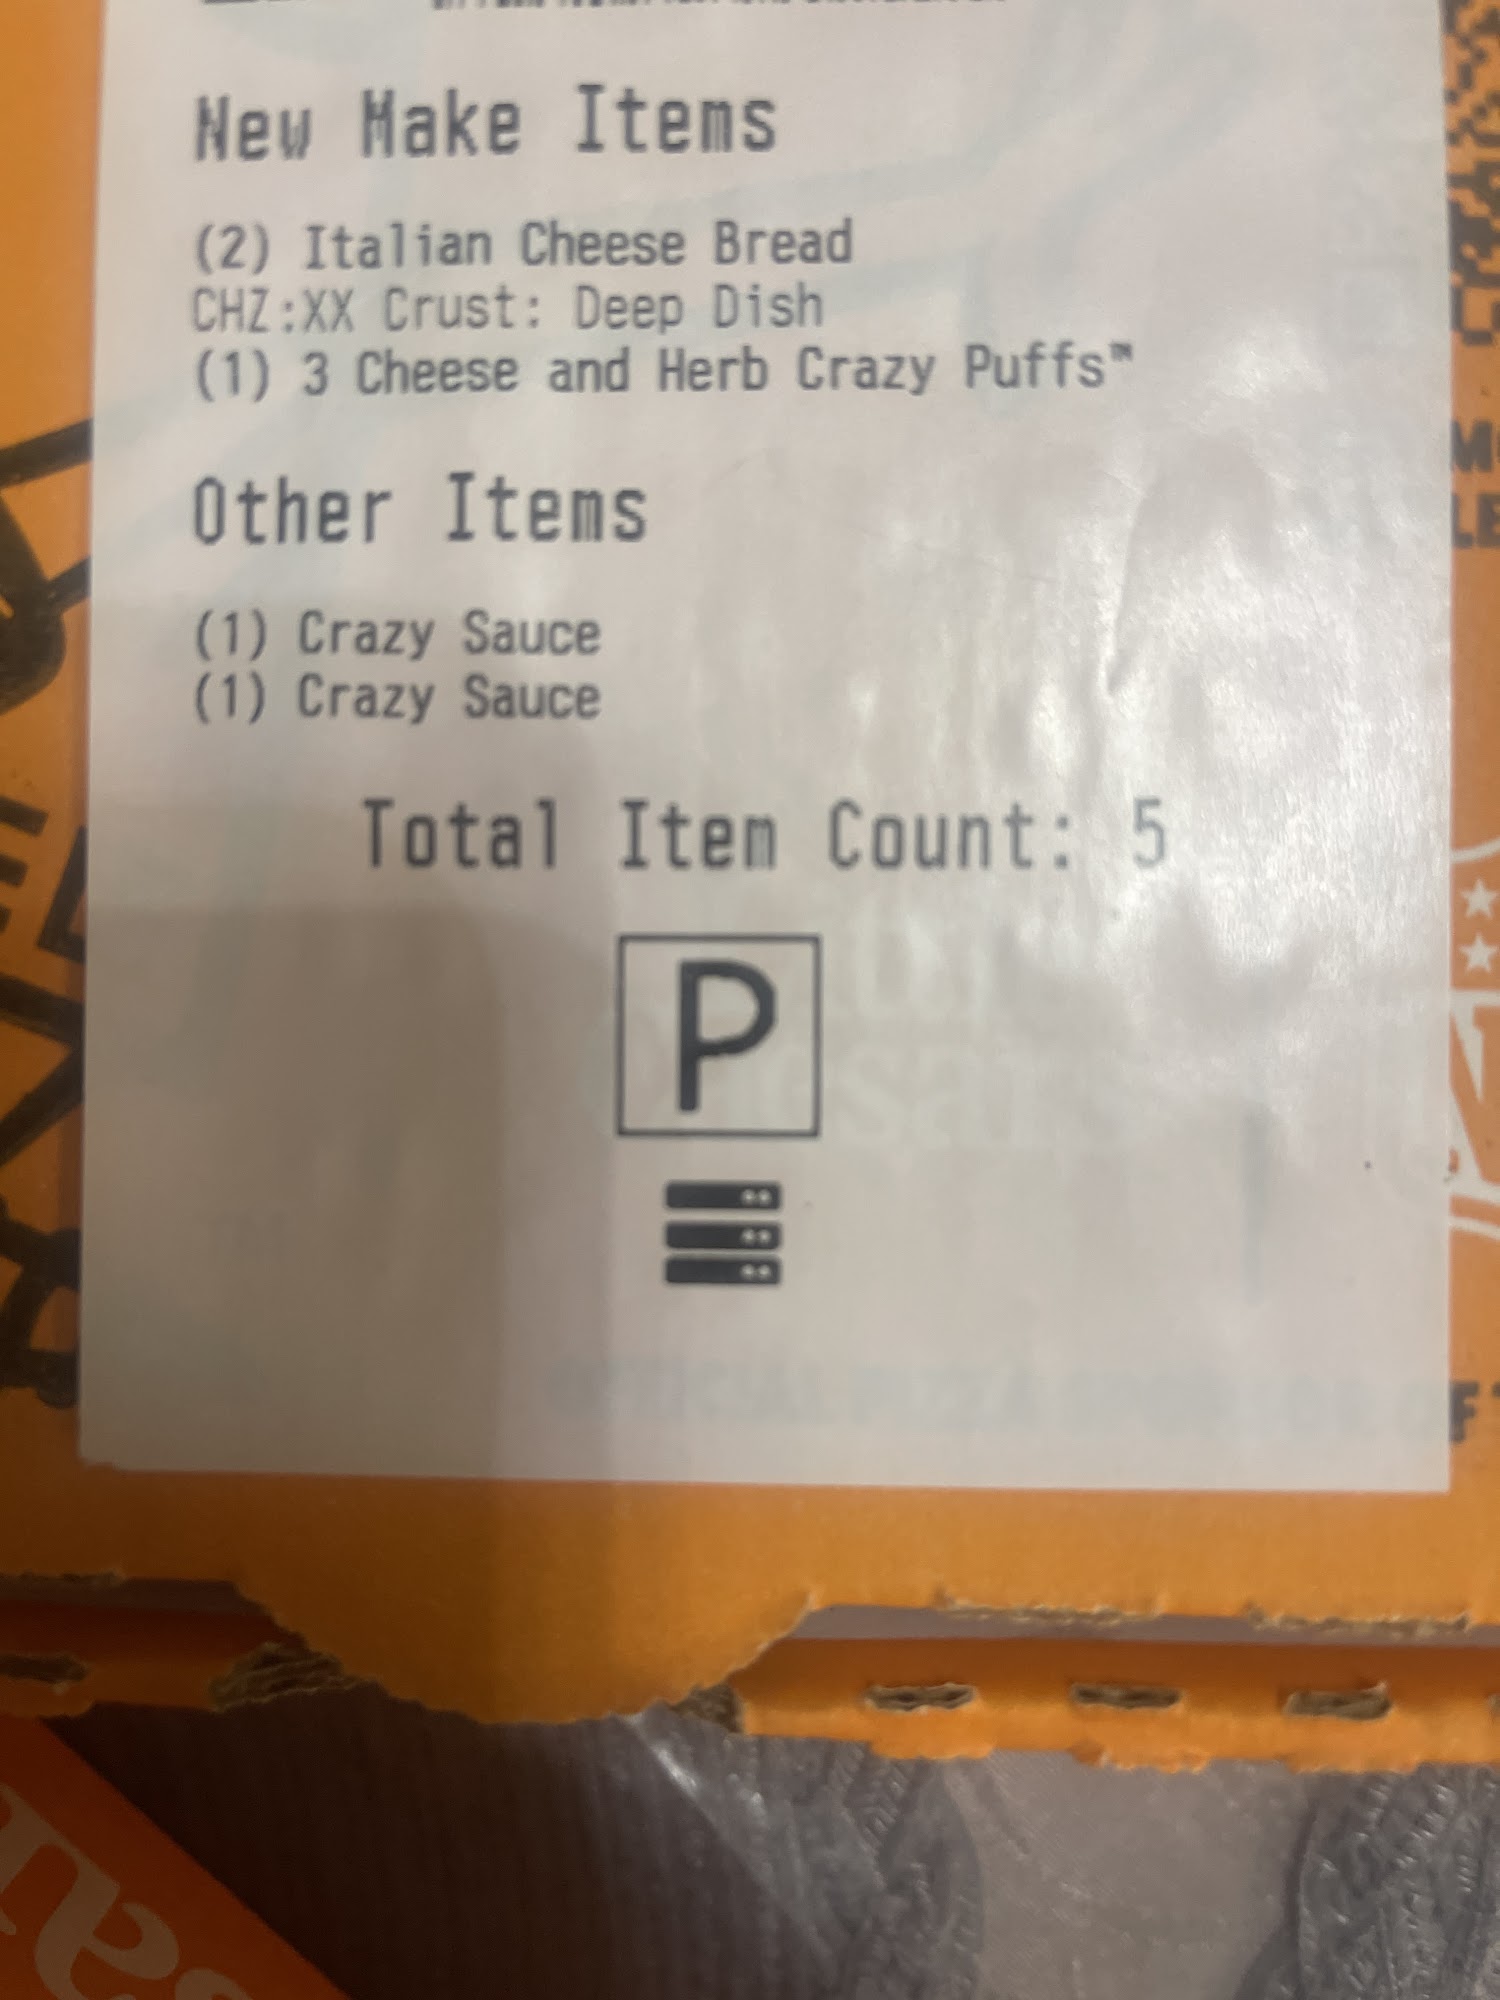 New Make Items
(2) Italian Cheese Bread
CHZ:XX Crust: Deep Dish
(1) 3 Cheese and Herb Crazy Puffs™
Other Items
(1) Crazy Sauce
(1) Crazy Sauce
Total Item Count: 5
P